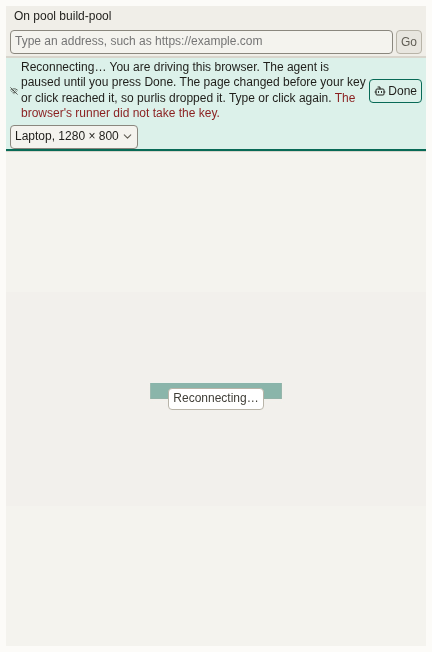 On pool build-pool
Type an address, such as https://example.com
Go
Reconnecting… You are driving this browser. The agent is
paused until you press Done. The page changed before your key
or click reached it, so purlis dropped it. Type or click again. The
browser's runner did not take the key.
Done
Laptop, 1280 × 800
Reconnecting…